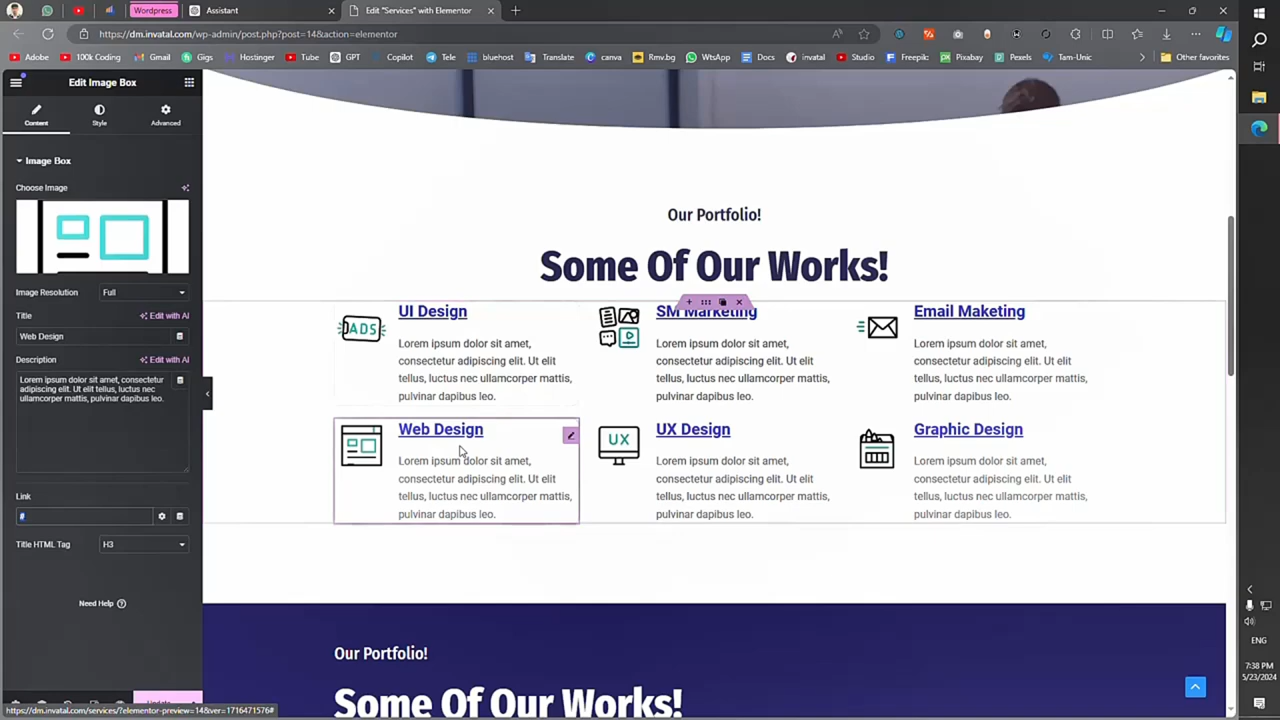 Wordpress
Assistant
Edit "Services" with Elementor
https://dm.invatal.com/wp-admin/post.php?post=14&action=elementor
Adobe
100k Coding
Gmail
Gigs
Hostinger
Tube
GPT
Copilot
Tele
bluehost
Translate
canva
Rmv.bg
WhatsApp
Docs
invatal
Studio
Freepilc
Pixabay
Pexels
Tam-Unic
Other favorites
Edit Image Box
Content
Style
Advanced
Image Box
Choose Image
Image Resolution
Full
Title
Edit with AI
Web Design
Description
Edit with AI
Lorem ipsum dolor sit amet, consectetur
adipiscing elit. Ut elit tellus, luctus nec
ullamcorper mattis, pulvinar dapibus leo.
Link
#
Title HTML Tag
H3
Need Help
https://dm.invatal.com/services/?elementor-preview=14&ver=1716471576#
Our Portfolio!
Some Of Our Works!
ADS
UI Design
Lorem ipsum dolor sit amet,
consectetur adipiscing elit. Ut elit
tellus, luctus nec ullamcorper mattis,
pulvinar dapibus leo.
SM Marketing
Lorem ipsum dolor sit amet,
consectetur adipiscing elit. Ut elit
tellus, luctus nec ullamcorper mattis,
pulvinar dapibus leo.
Email Maketing
Lorem ipsum dolor sit amet,
consectetur adipiscing elit. Ut elit
tellus, luctus nec ullamcorper mattis,
pulvinar dapibus leo.
Web Design
Lorem ipsum dolor sit amet,
consectetur adipiscing elit. Ut elit
tellus, luctus nec ullamcorper mattis,
pulvinar dapibus leo.
UX
UX Design
Lorem ipsum dolor sit amet,
consectetur adipiscing elit. Ut elit
tellus, luctus nec ullamcorper mattis,
pulvinar dapibus leo.
Graphic Design
Lorem ipsum dolor sit amet,
consectetur adipiscing elit. Ut elit
tellus, luctus nec ullamcorper mattis,
pulvinar dapibus leo.
Our Portfolio!
Some Of Our Works!
ENG
7:38 PM
5/23/2024